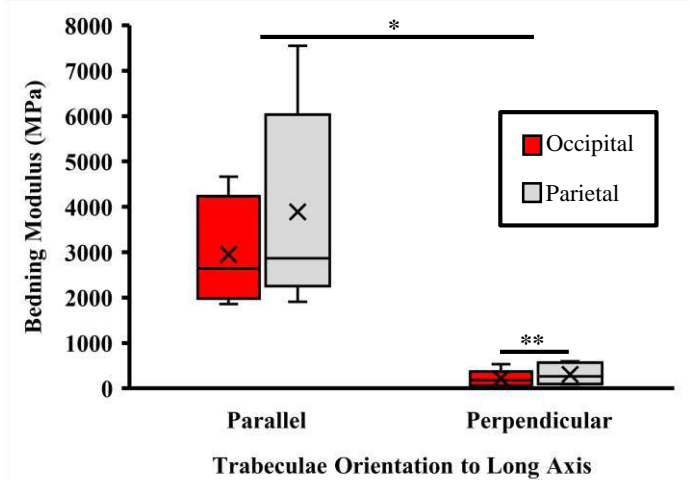 *
8000
7000
6000
5000
4000
3000
2000
1000
0
Bedning Modulus (MPa)
Occipital
Parietal
**
Parallel
Perpendicular
Trabeculae Orientation to Long Axis